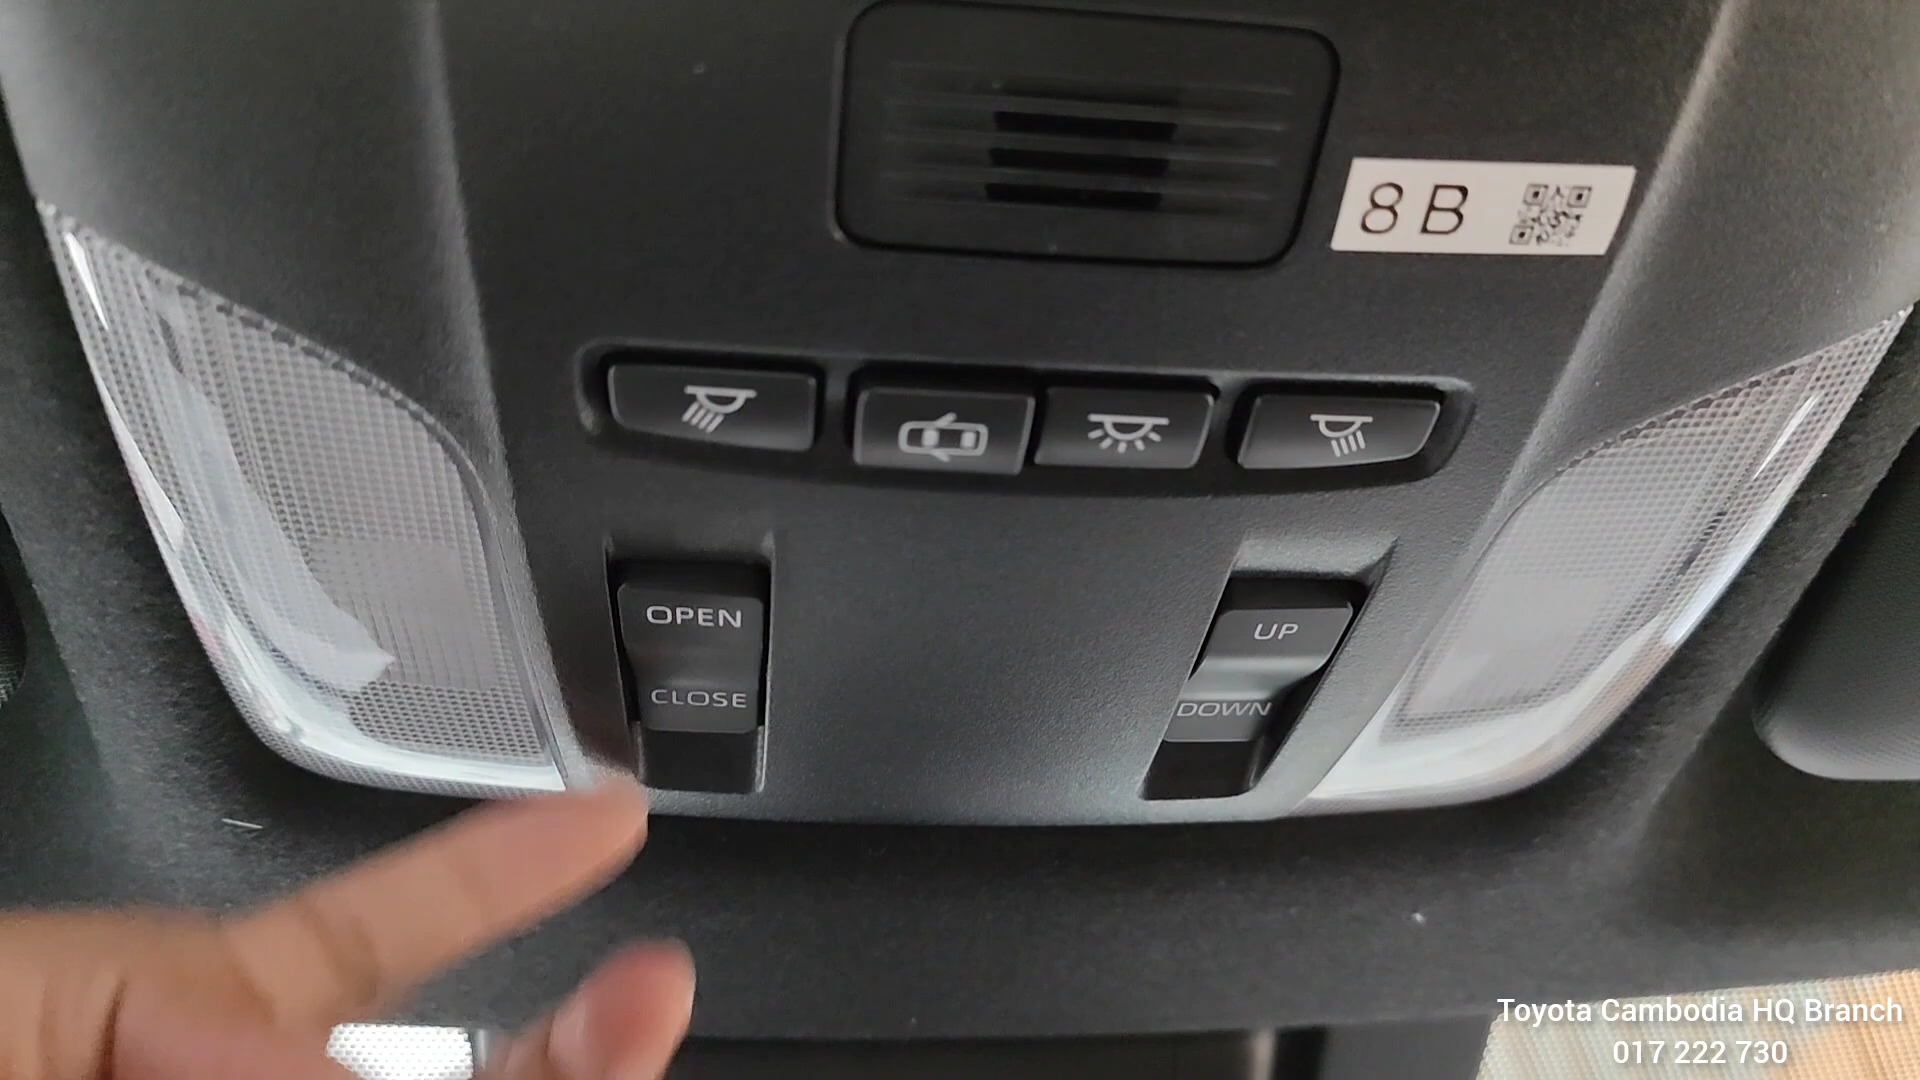 8B
OPEN
CLOSE
UP
DOWN
Toyota Cambodia HQ Branch
017 222 730